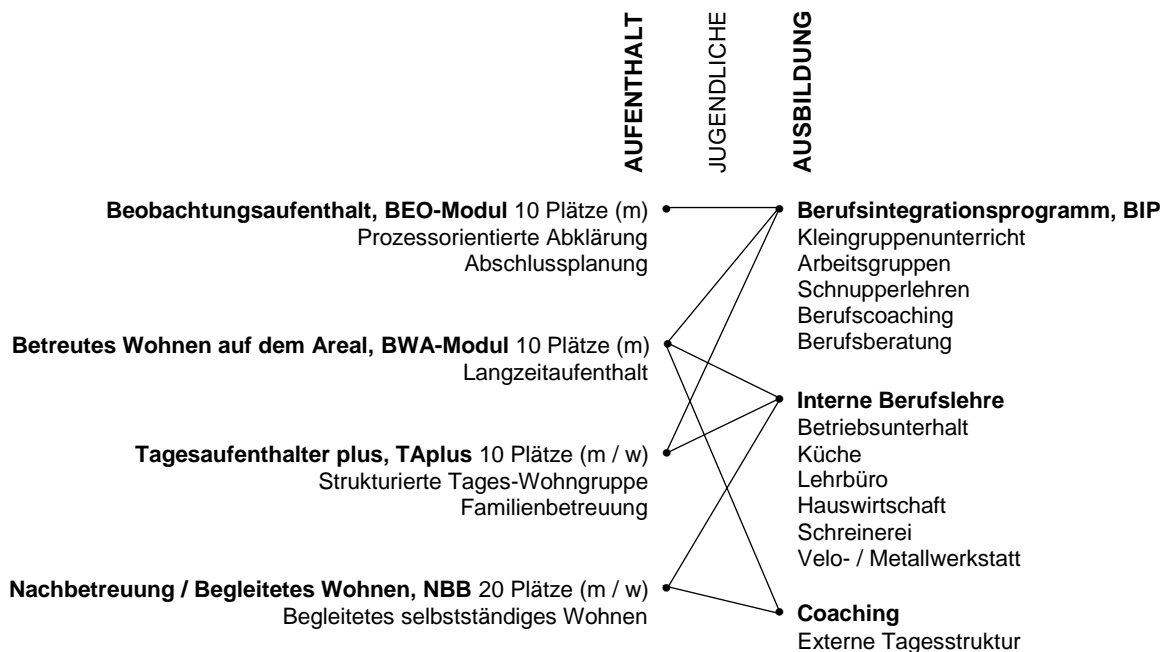 AUFENTHALT
JUGENDLICHE
AUSBILDUNG
Beobachtungsaufenthalt, BEO-Modul 10 Plätze (m)
Prozessorientierte Abklärung
Abschlussplanung
Betreutes Wohnen auf dem Areal, BWA-Modul 10 Plätze (m)
Langzeitaufenthalt
Tagesaufenthalter plus, TAplus 10 Plätze (m / w)
Strukturierte Tages-Wohngruppe
Familienbetreuung
Nachbetreuung / Begleitetes Wohnen, NBB 20 Plätze (m / w)
Begleitetes selbstständiges Wohnen
Berufsintegrationsprogramm, BIP
Kleingruppenunterricht
Arbeitsgruppen
Schnupperlehren
Berufscoaching
Berufsberatung
Interne Berufslehre
Betriebsunterhalt
Küche
Lehrbüro
Hauswirtschaft
Schreinerei
Velo- / Metallwerkstatt
Coaching
Externe Tagesstruktur